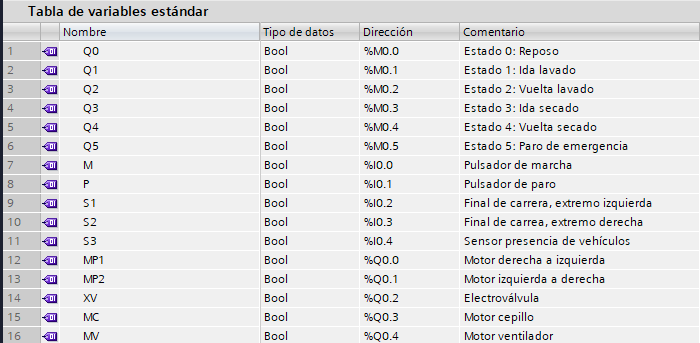 Tabla de variables estándar
Nombre Tipo de datos Dirección Comentario
1 Q0 Bool %M0.0 Estado 0: Reposo
2 Q1 Bool %M0.1 Estado 1: Ida lavado
3 Q2 Bool %M0.2 Estado 2: Vuelta lavado
4 Q3 Bool %M0.3 Estado 3: Ida secado
5 Q4 Bool %M0.4 Estado 4: Vuelta secado
6 Q5 Bool %M0.5 Estado 5: Paro de emergencia
7 M Bool %I0.0 Pulsador de marcha
8 P Bool %I0.1 Pulsador de paro
9 S1 Bool %I0.2 Final de carrera, extremo izquierda
10 S2 Bool %I0.3 Final de carrea, extremo derecha
11 S3 Bool %I0.4 Sensor presencia de vehículos
12 MP1 Bool %Q0.0 Motor derecha a izquierda
13 MP2 Bool %Q0.1 Motor izquierda a derecha
14 XV Bool %Q0.2 Electroválvula
15 MC Bool %Q0.3 Motor cepillo
16 MV Bool %Q0.4 Motor ventilador